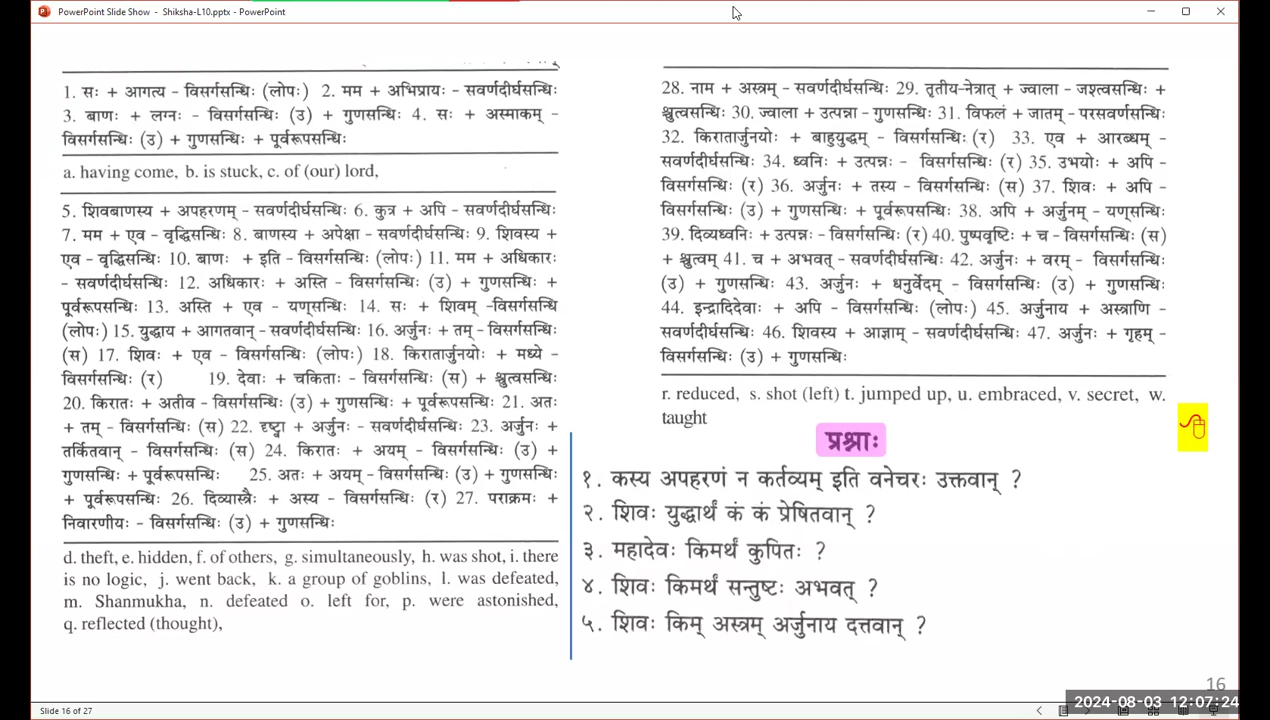 PowerPoint Slide Show - Shiksha-L10.pptx - PowerPoint
1. सः + आगत्य - विसर्गसन्धिः (लोपः) 2. मम + अभिप्रायः - सवर्णदीर्घसन्धिः
3. बाणः + लग्नः - विसर्गसन्धिः (उ) + गुणसन्धिः 4. सः + अस्माकम् -
विसर्गसन्धिः (उ) + गुणसन्धिः + पूर्वरूपसन्धिः
a. having come, b. is stuck, c. of (our) lord,
5. शिवबाणस्य + अपहरणम् - सवर्णदीर्घसन्धिः 6. कुत्र + अपि - सवर्णदीर्घसन्धिः
7. मम + एव - वृद्धिसन्धिः 8. बाणस्य + अपेक्षा - सवर्णदीर्घसन्धिः 9. शिवस्य +
एव - वृद्धिसन्धिः 10. बाणः + इति - विसर्गसन्धिः (लोपः) 11. मम + अधिकारः
- सवर्णदीर्घसन्धिः 12. अधिकारः + अस्ति - विसर्गसन्धिः (उ) + गुणसन्धिः +
पूर्वरूपसन्धिः 13. अस्ति + एव - यण्सन्धिः 14. सः + शिवम् -विसर्गसन्धिः
(लोपः) 15. युद्धाय + आगतवान् - सवर्णदीर्घसन्धिः 16. अर्जुनः + तम् - विसर्गसन्धिः
(स) 17. शिवः + एव - विसर्गसन्धिः (लोपः) 18. किरातार्जुनयोः + मध्ये -
विसर्गसन्धिः (र) 19. देवाः + चकिताः - विसर्गसन्धिः (स) + श्चुत्वसन्धिः
20. किरातः + अतीव - विसर्गसन्धिः (उ) + गुणसन्धिः + पूर्वरूपसन्धिः 21. अतः
+ तम् - विसर्गसन्धिः (स) 22. दृष्ट्वा + अर्जुनः - सवर्णदीर्घसन्धिः 23. अर्जुनः +
तर्कितवान् - विसर्गसन्धिः (स) 24. किरातः + अयम् - विसर्गसन्धिः (उ) +
गुणसन्धिः + पूर्वरूपसन्धिः 25. अतः + अयम् - विसर्गसन्धिः (उ) + गुणसन्धिः
+ पूर्वरूपसन्धिः 26. दिव्यास्त्रैः + अस्य - विसर्गसन्धिः (र) 27. पराक्रमः +
निवारणीयः - विसर्गसन्धिः (उ) + गुणसन्धिः
d. theft, e. hidden, f. of others, g. simultaneously, h. was shot, i. there
is no logic, j. went back, k. a group of goblins, l. was defeated,
m. Shanmukha, n. defeated o. left for, p. were astonished,
q. reflected (thought),
28. नाम + अस्त्रम् - सवर्णदीर्घसन्धिः 29. तृतीय-नेत्रात् + ज्वाला - जश्त्वसन्धिः +
श्चुत्वसन्धिः 30. ज्वाला + उत्पन्ना - गुणसन्धिः 31. विफलं + जातम् - परसवर्णसन्धिः
32. किरातार्जुनयोः + बाहुयुद्धम् - विसर्गसन्धिः (र) 33. एव + आरब्धम् -
सवर्णदीर्घसन्धिः 34. ध्वनिः + उत्पन्नः - विसर्गसन्धिः (र) 35. उभयोः + अपि -
विसर्गसन्धिः (र) 36. अर्जुनः + तस्य - विसर्गसन्धिः (स) 37. शिवः + अपि -
विसर्गसन्धिः (उ) + गुणसन्धिः + पूर्वरूपसन्धिः 38. अपि + अर्जुनम् - यण्सन्धिः
39. दिव्यध्वनिः + उत्पन्नः - विसर्गसन्धिः (र) 40. पुष्पवृष्टिः + च - विसर्गसन्धिः (स)
+ श्चुत्वम् 41. च + अभवत् - सवर्णदीर्घसन्धिः 42. अर्जुनः + वरम् - विसर्गसन्धिः
(उ) + गुणसन्धिः 43. अर्जुनः + धनुर्वेदम् - विसर्गसन्धिः (उ) + गुणसन्धिः
44. इन्द्रादिदेवाः + अपि - विसर्गसन्धिः (लोपः) 45. अर्जुनाय + अस्त्राणि -
सवर्णदीर्घसन्धिः 46. शिवस्य + आज्ञाम् - सवर्णदीर्घसन्धिः 47. अर्जुनः + गृहम् -
विसर्गसन्धिः (उ) + गुणसन्धिः
r. reduced, s. shot (left) t. jumped up, u. embraced, v. secret, w.
taught
प्रश्नाः
१. कस्य अपहरणं न कर्तव्यम् इति वनेचरः उक्तवान् ?
२. शिवः युद्धार्थं कं कं प्रेषितवान् ?
३. महादेवः किमर्थं कुपितः ?
४. शिवः किमर्थं सन्तुष्टः अभवत् ?
५. शिवः किम् अस्त्रम् अर्जुनाय दत्तवान् ?
16
Slide 16 of 27
2024-08-03 12:07:24